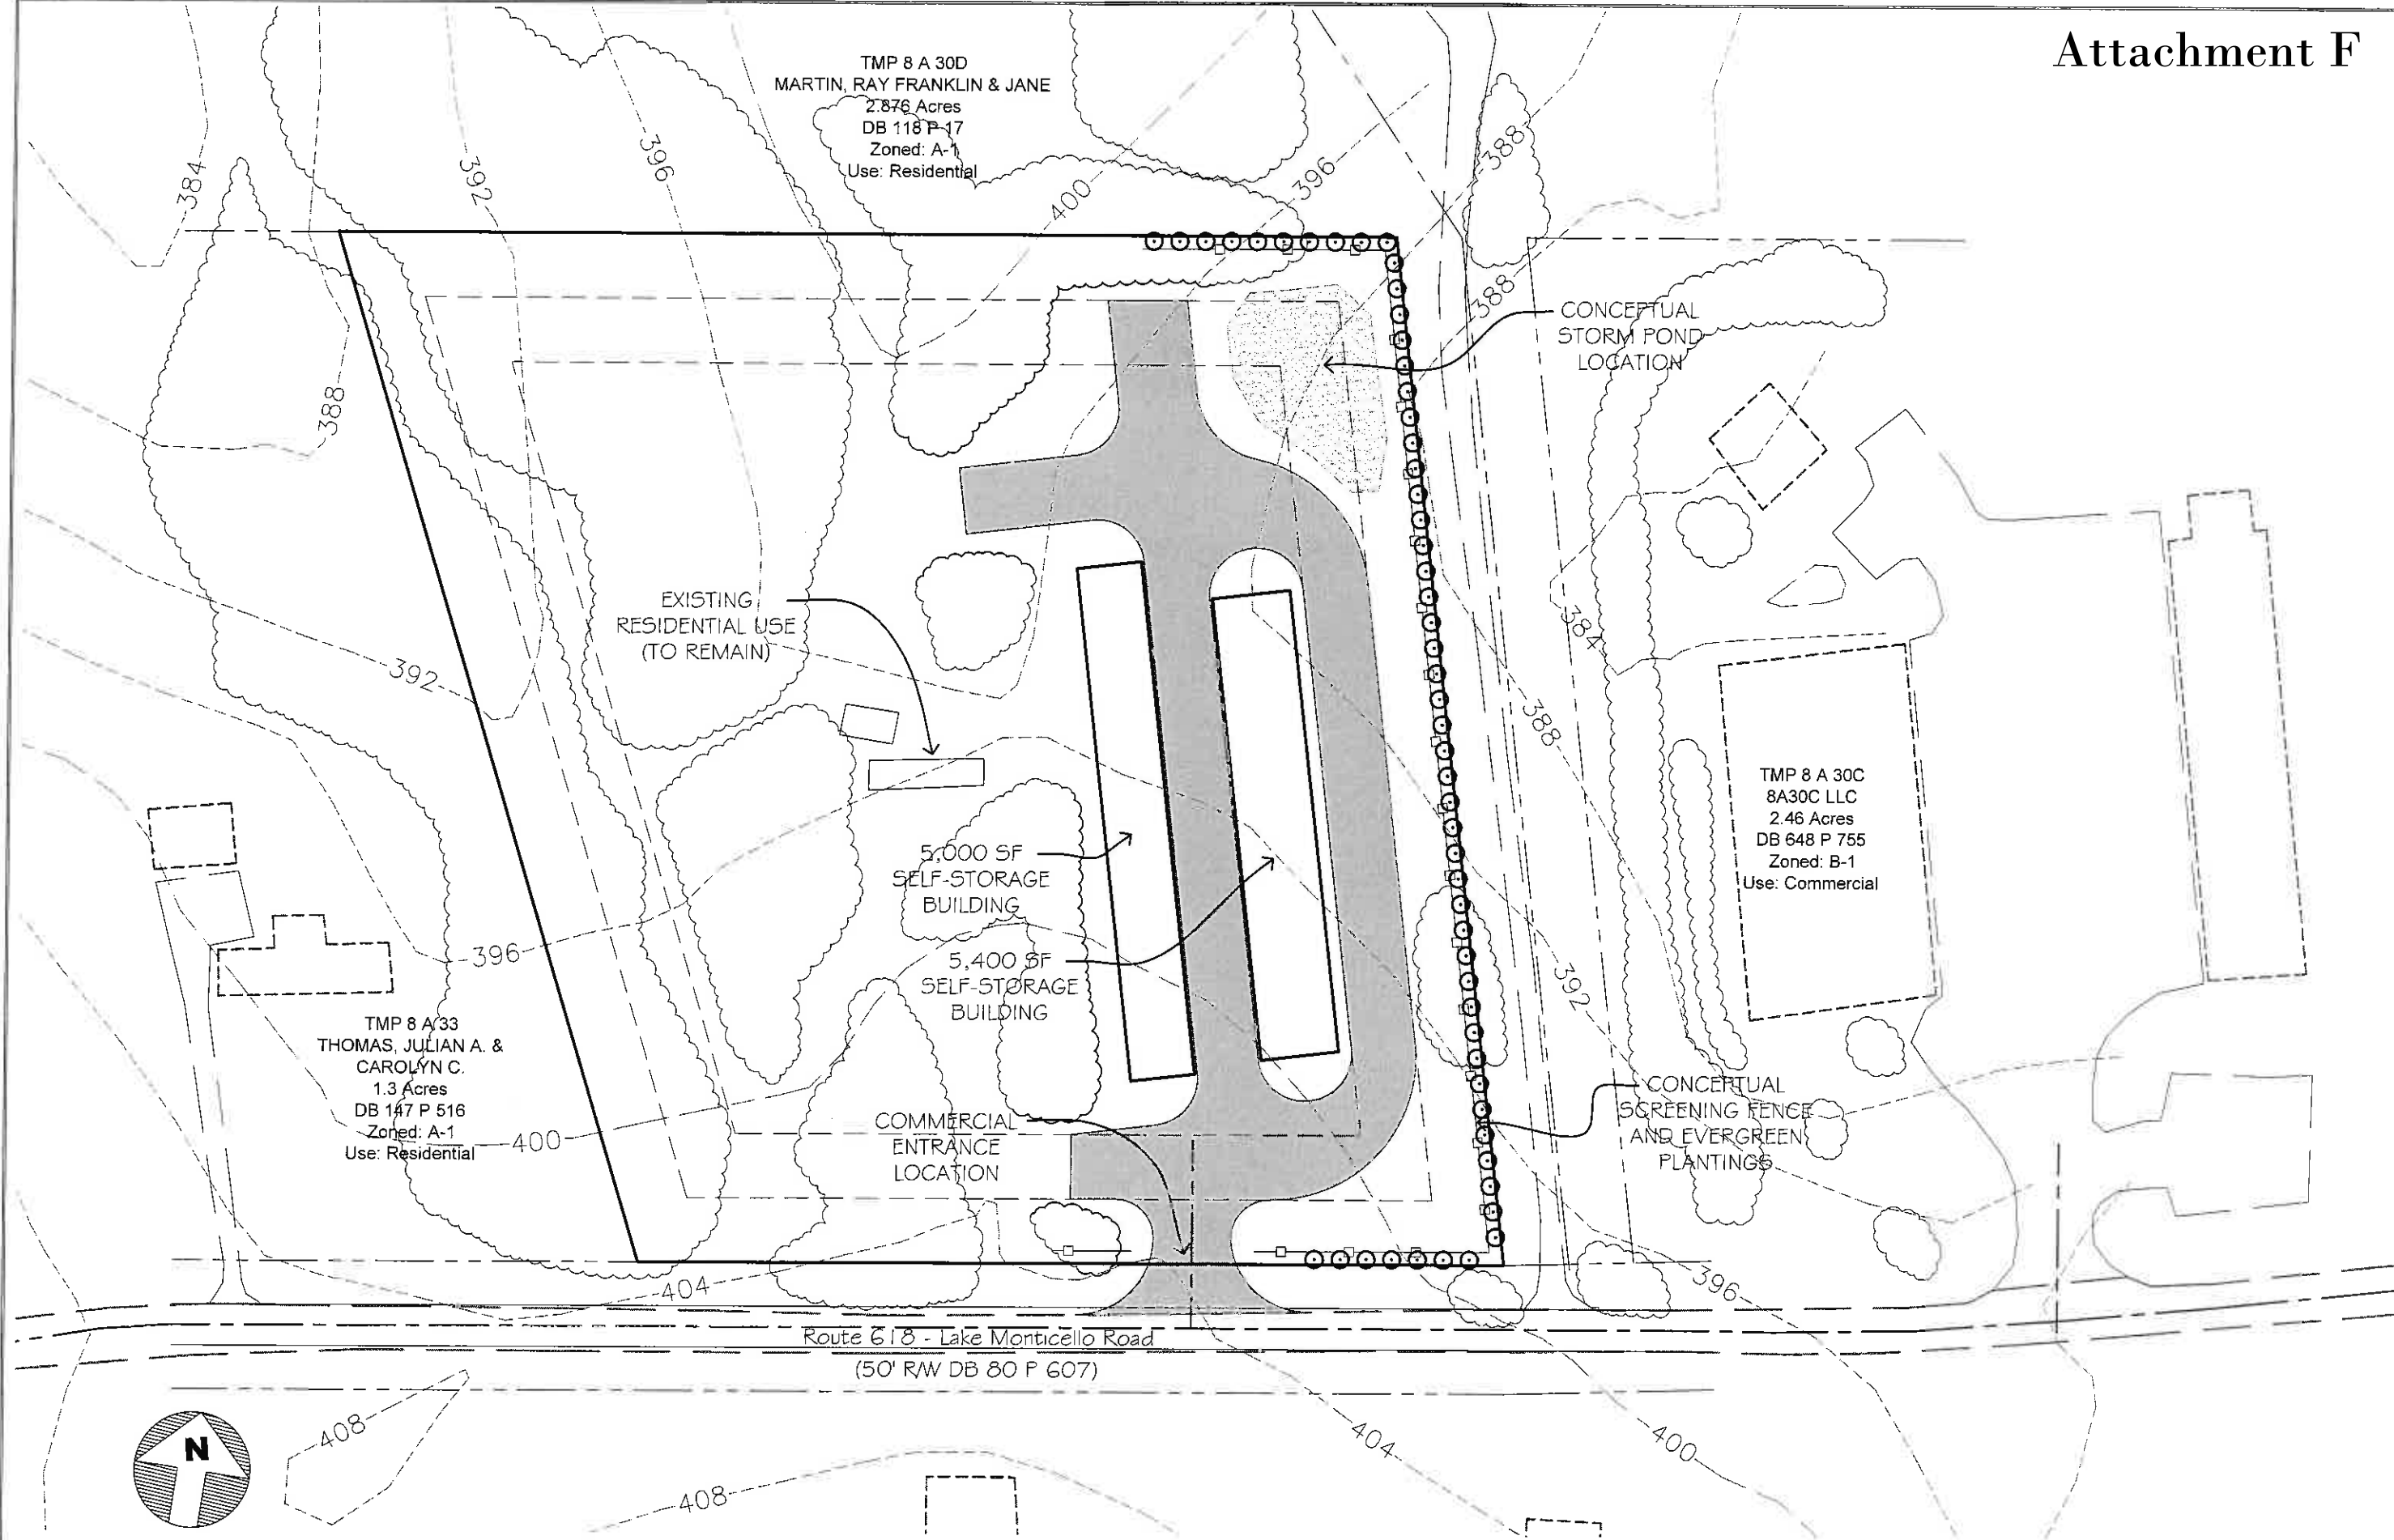 Attachment F
TMP 8 A 30D
MARTIN, RAY FRANKLIN & JANE
2.876 Acres
DB 118 P 17
Zoned: A-1
Use: Residential
384
392
396
400
396
388
388
388
CONCEPTUAL
STORM POND
LOCATION
EXISTING
RESIDENTIAL USE
(TO REMAIN)
392
384
388
TMP 8 A 30C
8A30C LLC
2.46 Acres
DB 648 P 755
Zoned: B-1
Use: Commercial
5,000 SF
SELF-STORAGE
BUILDING
396
5,400 SF
SELF-STORAGE
BUILDING
392
TMP 8 A 33
THOMAS, JULIAN A. &
CAROLYN C.
1.3 Acres
DB 147 P 516
Zoned: A-1
Use: Residential
400
COMMERCIAL
ENTRANCE
LOCATION
CONCEPTUAL
SCREENING FENCE
AND EVERGREEN
PLANTINGS
404
396
Route 618 - Lake Monticello Road
(50' R/W DB 80 P 607)
N
408
408
404
400